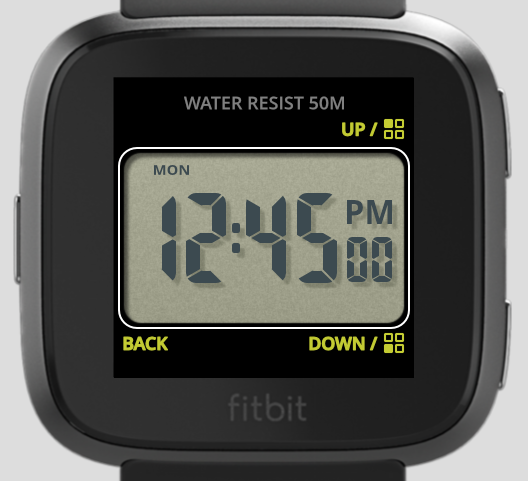 WATER RESIST 50M
UP /
MON
12:45 PM
00
BACK DOWN /
fitbit